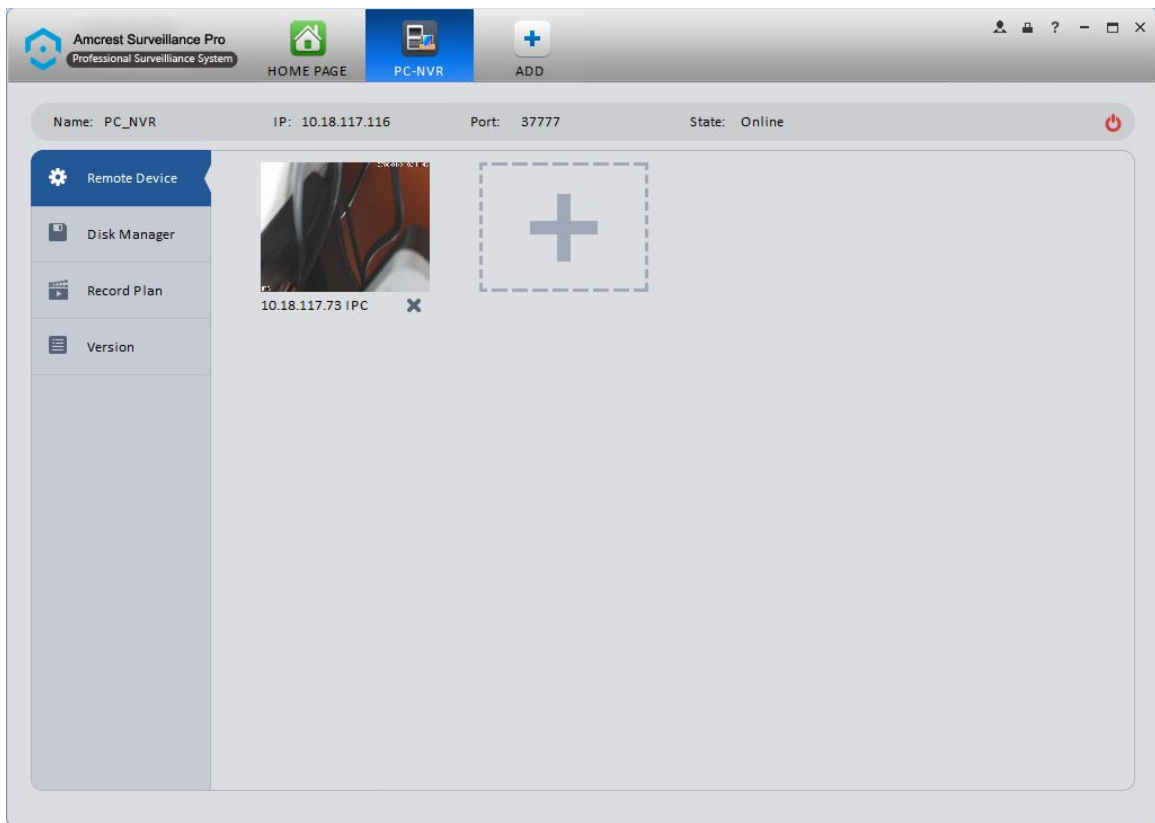 Amcrest Surveillance Pro
Professional Surveillance System
HOME PAGE
PC-NVR
ADD
?
Name: PC_NVR
IP: 10.18.117.116
Port: 37777
State: Online
Remote Device
Disk Manager
Record Plan
Version
10.18.117.73 IPC